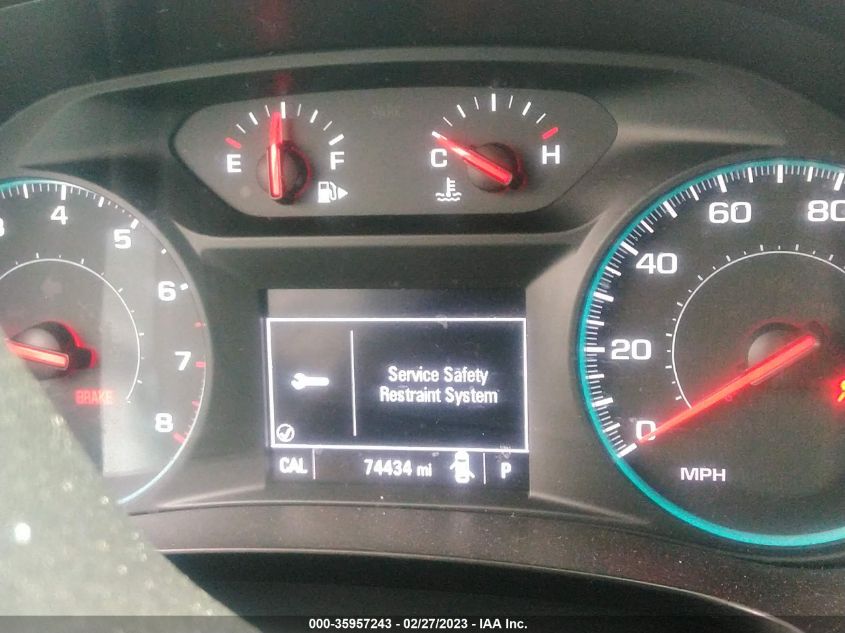 E F
C H
3 4 5 6 7 8
BRAKE
Service Safety
Restraint System
CAL 74434 mi P
0 20 40 60 80
MPH
000-35957243 - 02/27/2023 - IAA Inc.